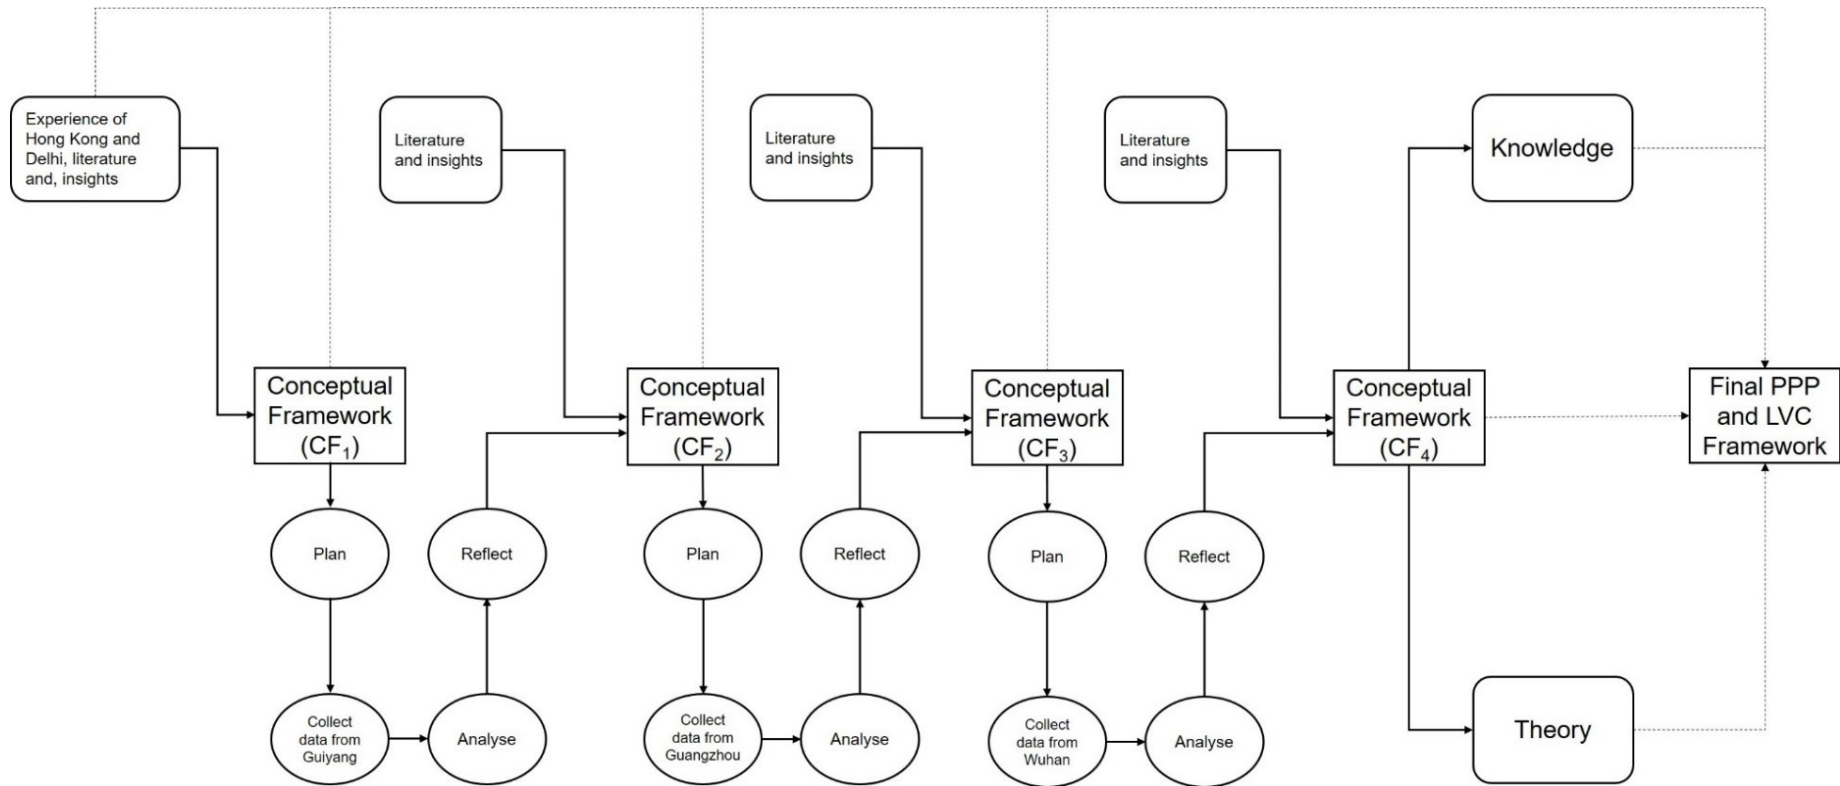 Experience of
Hong Kong and
Delhi, literature
and, insights
Literature
and insights
Literature
and insights
Literature
and insights
Knowledge
Conceptual
Framework
(CF₁)
Conceptual
Framework
(CF₂)
Conceptual
Framework
(CF₃)
Conceptual
Framework
(CF₄)
Final PPP
and LVC
Framework
Plan
Reflect
Plan
Reflect
Plan
Reflect
Collect
data from
Guiyang
Analyse
Collect
data from
Guangzhou
Analyse
Collect
data from
Wuhan
Analyse
Theory